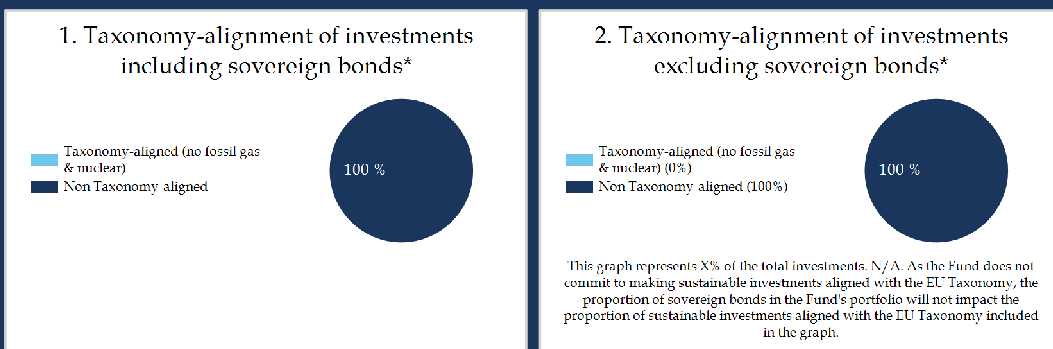 1. Taxonomy-alignment of investments
including sovereign bonds*
Taxonomy-aligned (no fossil gas
& nuclear)
Non Taxonomy-aligned
100 %
2. Taxonomy-alignment of investments
excluding sovereign bonds*
Taxonomy-aligned (no fossil gas
& nuclear) (0%)
Non Taxonomy-aligned (100%)
100 %
This graph represents X% of the total investments. N/A. As the Fund does not
commit to making sustainable investments aligned with the EU Taxonomy, the
proportion of sovereign bonds in the Fund's portfolio will not impact the
proportion of sustainable investments aligned with the EU Taxonomy included
in the graph.